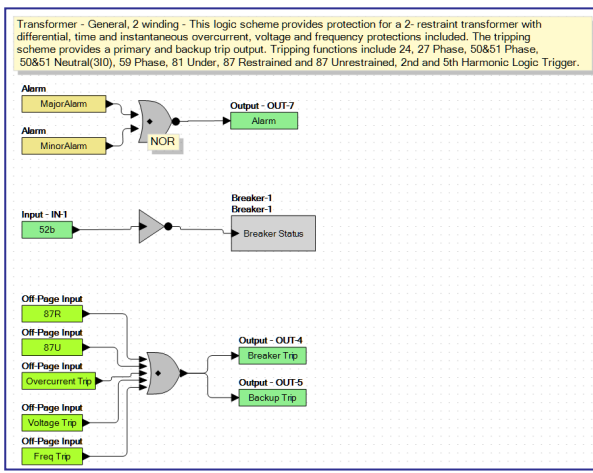 Transformer - General, 2 winding - This logic scheme provides protection for a 2- restraint transformer with
differential, time and instantaneous overcurrent, voltage and frequency protections included. The tripping
scheme provides a primary and backup trip output. Tripping functions include 24, 27 Phase, 50&51 Phase,
50&51 Neutral(3I0), 59 Phase, 81 Under, 87 Restrained and 87 Unrestrained, 2nd and 5th Harmonic Logic Trigger.
Alarm
MajorAlarm
Alarm
MinorAlarm
NOR
Output - OUT-7
Alarm
Input - IN-1
52b
Breaker-1
Breaker-1
Breaker Status
Off-Page Input
87R
Off-Page Input
87U
Off-Page Input
Overcurrent Trip
Off-Page Input
Voltage Trip
Off-Page Input
Freq Trip
Output - OUT-4
Breaker Trip
Output - OUT-5
Backup Trip